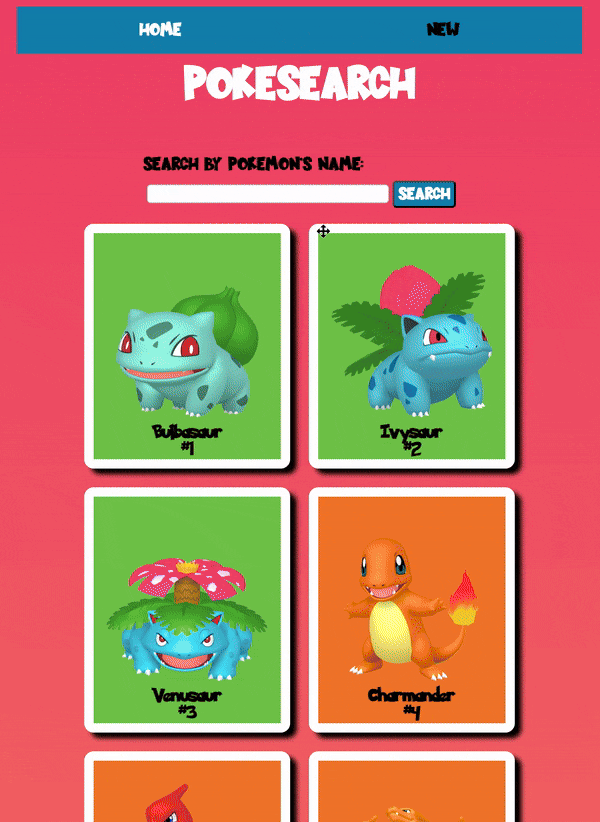 HOME NEW
POKESEARCH
SEARCH BY POKEMON'S NAME:
SEARCH
Bulbasaur
#1
Ivysaur
#2
Venusaur
#3
Charmander
#4